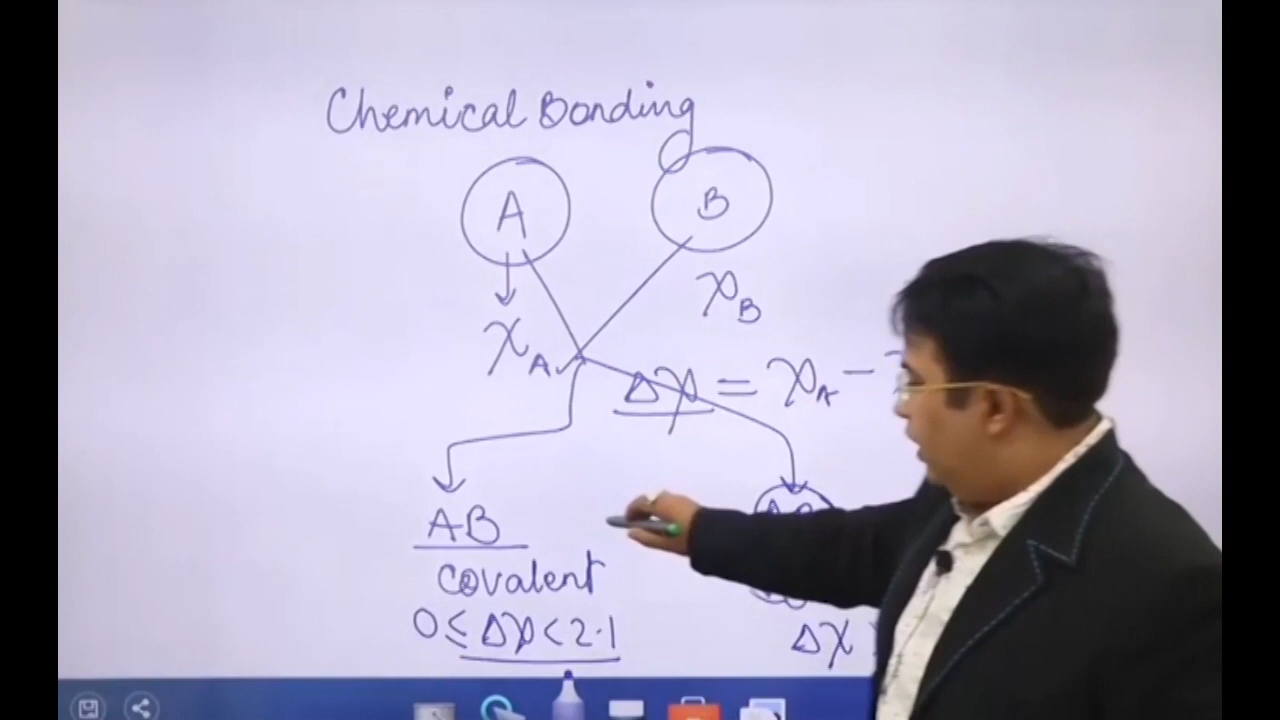 Chemical Bonding
A B
χA χB
Δχ = χA -
AB
covalent
0 ≤ Δχ < 2.1
Δχ